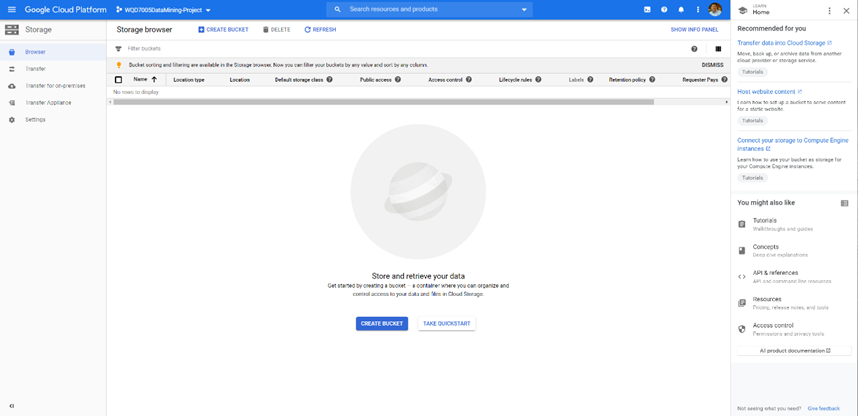 Google Cloud Platform
WQD7005DataMining-Project
Search resources and products
LEARN
Home
Storage
Browser
Transfer
Transfer for on-premises
Transfer Appliance
Settings
Storage browser
CREATE BUCKET
DELETE
REFRESH
SHOW INFO PANEL
Filter buckets
Bucket sorting and filtering are available in the Storage browser. Now you can filter your buckets by any value and sort by any column.
DISMISS
Name
Location type
Location
Default storage class
Public access
Access control
Lifecycle rules
Labels
Retention policy
Requester Pays
No rows to display
Store and retrieve your data
Get started by creating a bucket – a container where you can organize and
control access to your data and files in Cloud Storage.
CREATE BUCKET
TAKE QUICKSTART
Recommended for you
Transfer data into Cloud Storage
Move, back up, or archive data from another
cloud provider or storage service.
Tutorials
Host website content
Learn how to set up a bucket to serve content
for a static website.
Tutorials
Connect your storage to Compute Engine
instances
Learn how to use your bucket as storage for
your Compute Engine instances.
Tutorials
You might also like
Tutorials
Walkthroughs and guides
Concepts
Deep dive explanations
API & references
API and command line resources
Resources
Pricing, release notes, and tools
Access control
Permissions and privacy tools
All product documentation
Not seeing what you need?
Give feedback